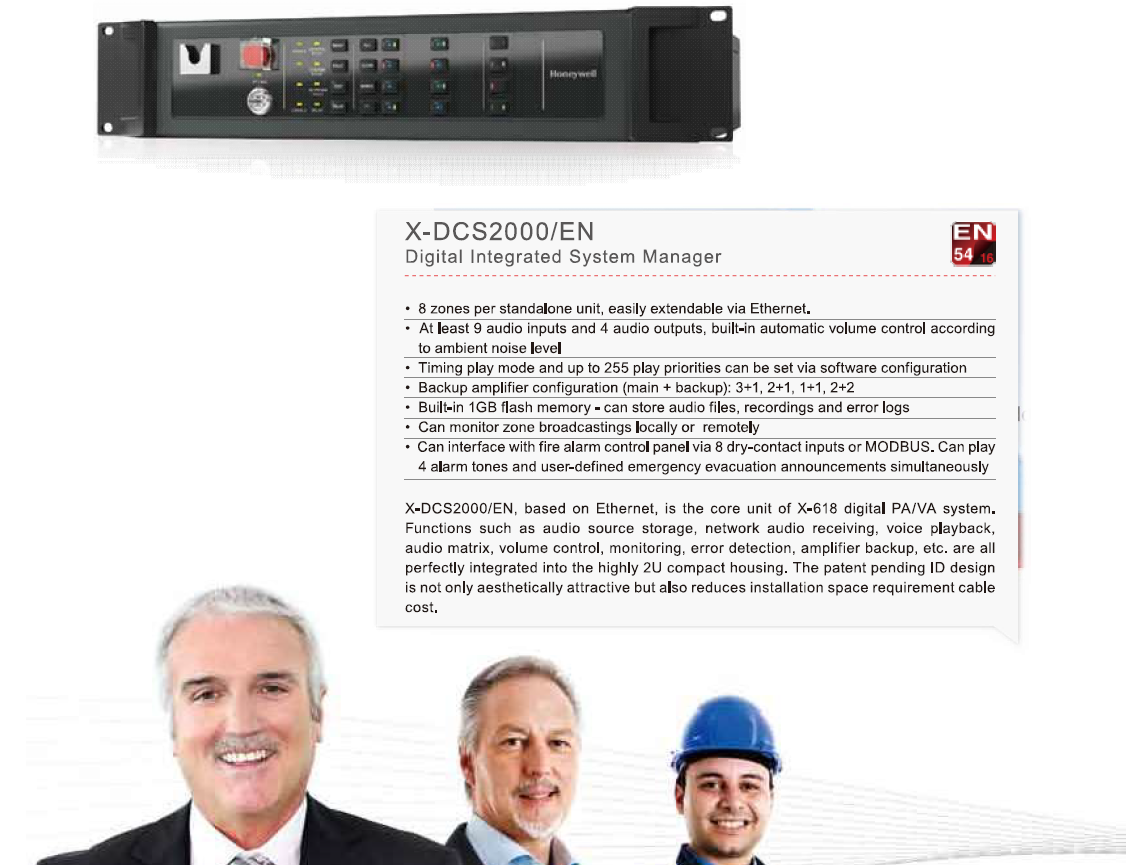 Honeywell
X-DCS2000/EN
Digital Integrated System Manager
EN
54 16
• 8 zones per standalone unit, easily extendable via Ethernet.
• At least 9 audio inputs and 4 audio outputs, built-in automatic volume control according
to ambient noise level
• Timing play mode and up to 255 play priorities can be set via software configuration
• Backup amplifier configuration (main + backup): 3+1, 2+1, 1+1, 2+2
• Built-in 1GB flash memory - can store audio files, recordings and error logs
• Can monitor zone broadcastings locally or remotely
• Can interface with fire alarm control panel via 8 dry-contact inputs or MODBUS. Can play
4 alarm tones and user-defined emergency evacuation announcements simultaneously
X-DCS2000/EN, based on Ethernet, is the core unit of X-618 digital PA/VA system.
Functions such as audio source storage, network audio receiving, voice playback,
audio matrix, volume control, monitoring, error detection, amplifier backup, etc. are all
perfectly integrated into the highly 2U compact housing. The patent pending ID design
is not only aesthetically attractive but also reduces installation space requirement cable
cost.